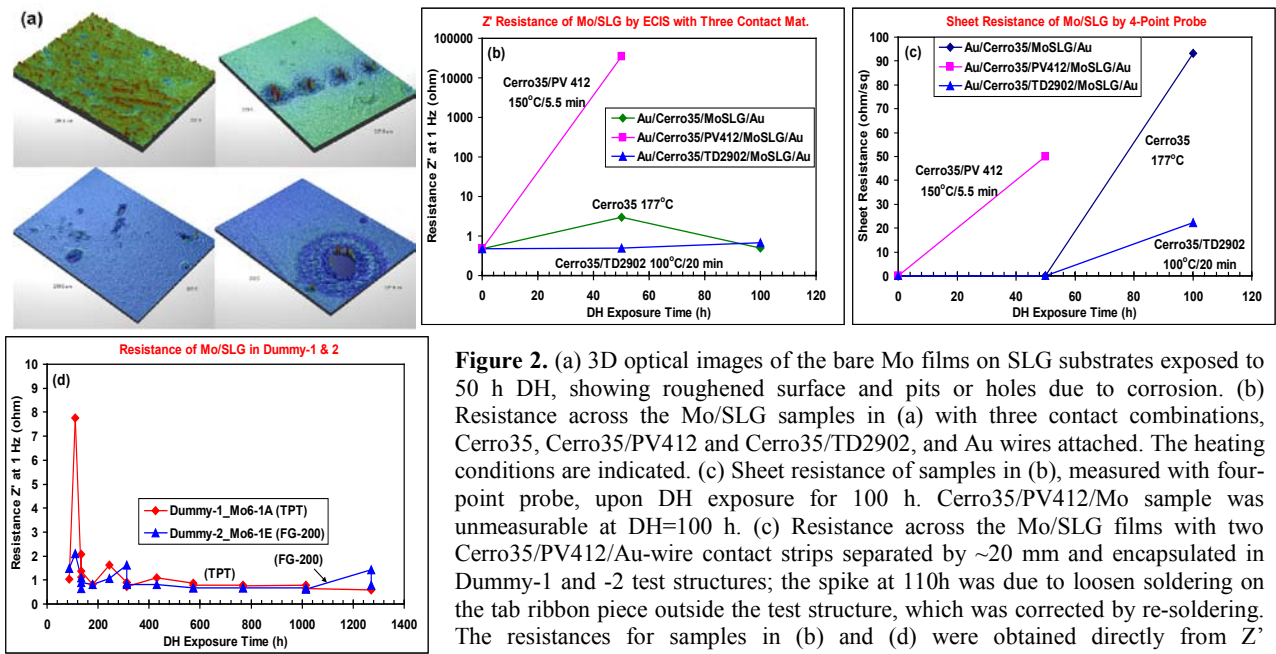 (a)
Z' Resistance of Mo/SLG by ECIS with Three Contact Mat.
(b)
Resistance Z' at 1 Hz (ohm)
100000
10000
1000
100
10
1
0
Cerro35/PV 412
150°C/5.5 min
Au/Cerro35/MoSLG/Au
Au/Cerro35/PV412/MoSLG/Au
Au/Cerro35/TD2902/MoSLG/Au
Cerro35 177°C
Cerro35/TD2902 100°C/20 min
0 20 40 60 80 100 120
DH Exposure Time (h)
Sheet Resistance of Mo/SLG by 4-Point Probe
(c)
Sheet Resistance (ohm/sq)
100
90
80
70
60
50
40
30
20
10
0
Au/Cerro35/MoSLG/Au
Au/Cerro35/PV412/MoSLG/Au
Au/Cerro35/TD2902/MoSLG/Au
Cerro35/PV 412
150°C/5.5 min
Cerro35
177°C
Cerro35/TD2902
100°C/20 min
0 20 40 60 80 100 120
DH Exposure Time (h)
Resistance of Mo/SLG in Dummy-1 & 2
(d)
Resistance Z' at 1 Hz (ohm)
10
9
8
7
6
5
4
3
2
1
0
Dummy-1_Mo6-1A (TPT)
Dummy-2_Mo6-1E (FG-200)
(FG-200)
(TPT)
0 200 400 600 800 1000 1200 1400
DH Exposure Time (h)
Figure 2. (a) 3D optical images of the bare Mo films on SLG substrates exposed to
50 h DH, showing roughened surface and pits or holes due to corrosion. (b)
Resistance across the Mo/SLG samples in (a) with three contact combinations,
Cerro35, Cerro35/PV412 and Cerro35/TD2902, and Au wires attached. The heating
conditions are indicated. (c) Sheet resistance of samples in (b), measured with four-
point probe, upon DH exposure for 100 h. Cerro35/PV412/Mo sample was
unmeasurable at DH=100 h. (c) Resistance across the Mo/SLG films with two
Cerro35/PV412/Au-wire contact strips separated by ~20 mm and encapsulated in
Dummy-1 and -2 test structures; the spike at 110h was due to loosen soldering on
the tab ribbon piece outside the test structure, which was corrected by re-soldering.
The resistances for samples in (b) and (d) were obtained directly from Z'